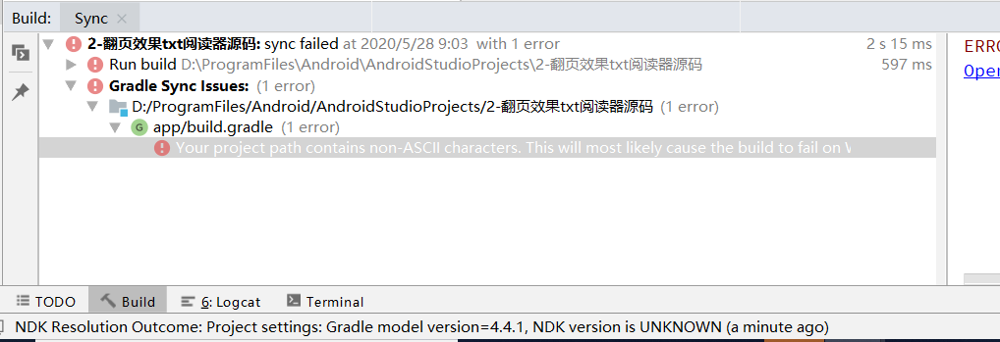 Build: Sync ×
2-翻页效果txt阅读器源码: sync failed at 2020/5/28 9:03 with 1 error 2 s 15 ms
Run build D:\ProgramFiles\Android\AndroidStudioProjects\2-翻页效果txt阅读器源码 597 ms
Gradle Sync Issues: (1 error)
D:/ProgramFiles/Android/AndroidStudioProjects/2-翻页效果txt阅读器源码 (1 error)
G app/build.gradle (1 error)
Your project path contains non-ASCII characters. This will most likely cause the build to fail on
ERRO
Oper
TODO Build 6: Logcat Terminal
NDK Resolution Outcome: Project settings: Gradle model version=4.4.1, NDK version is UNKNOWN (a minute ago)